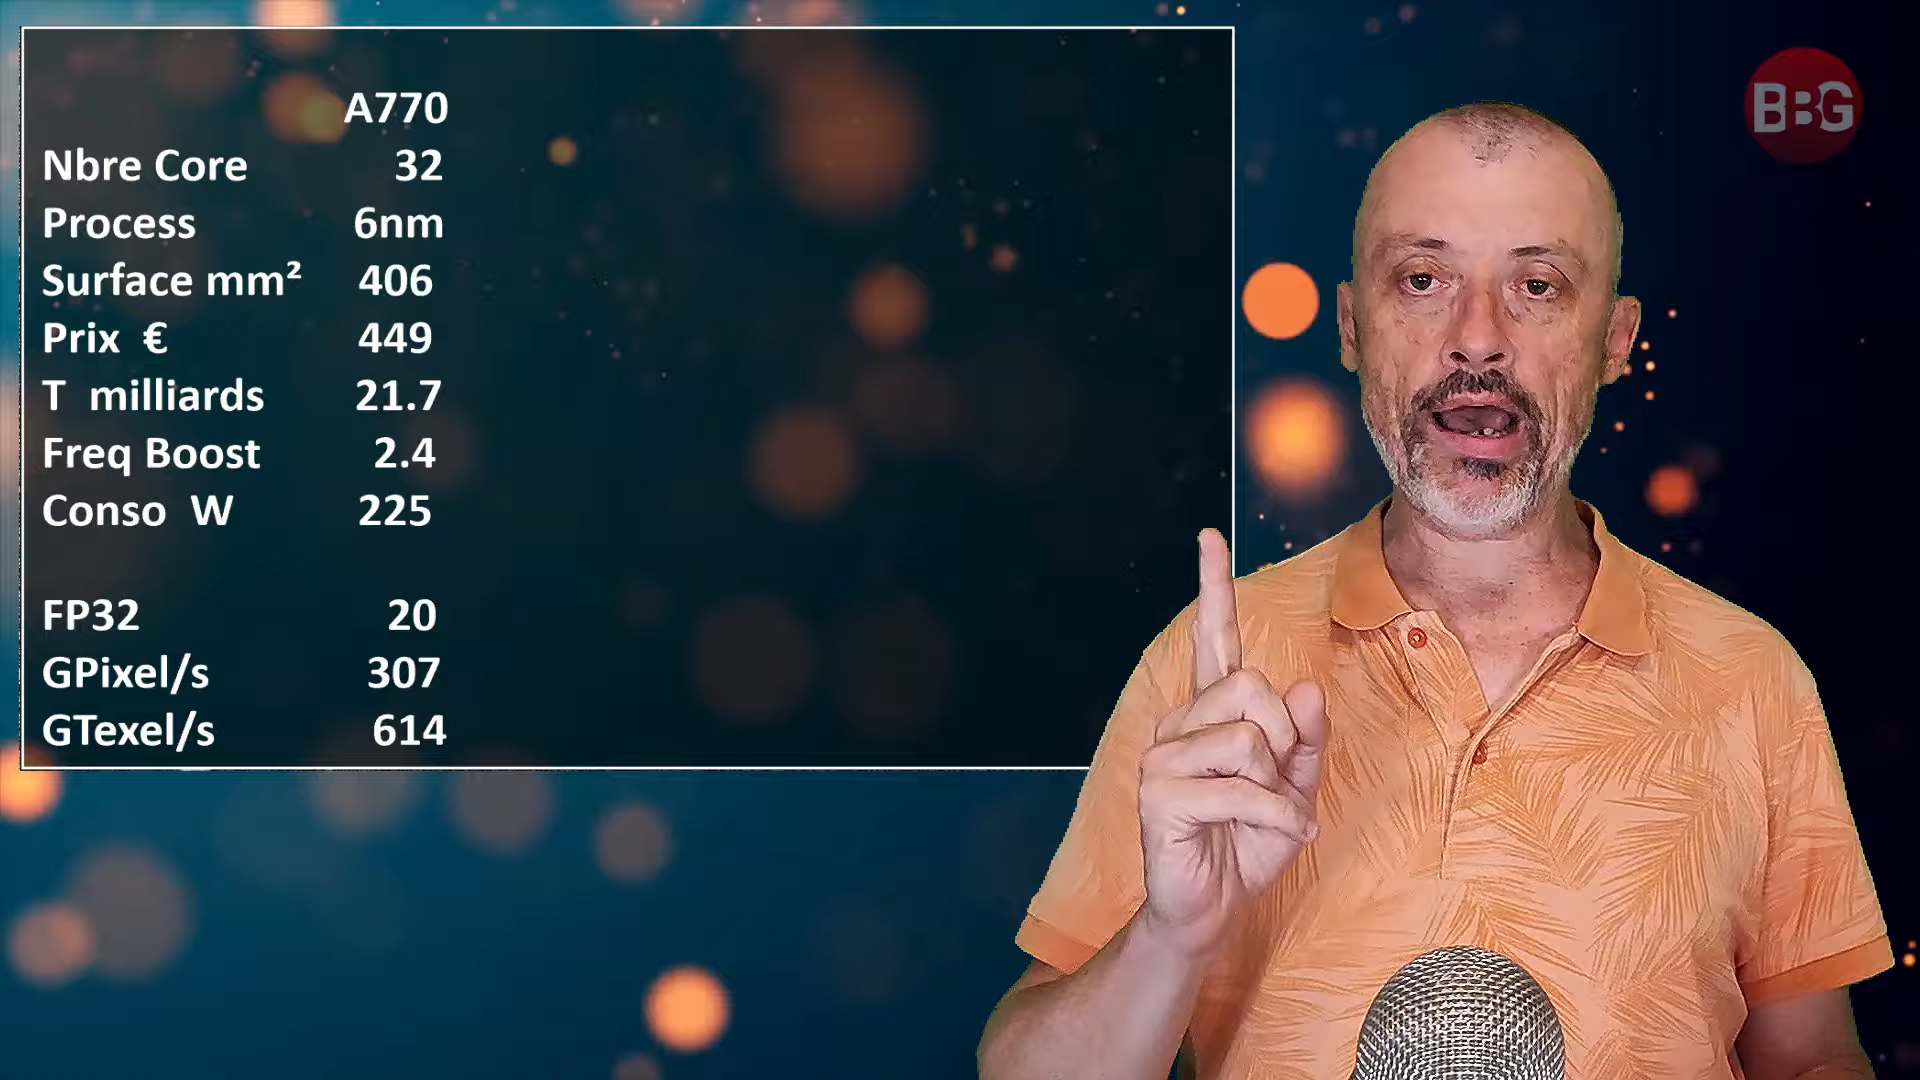 A770
Nbre Core 32
Process 6nm
Surface mm² 406
Prix € 449
T milliards 21.7
Freq Boost 2.4
Conso W 225
FP32 20
GPixel/s 307
GTexel/s 614
BBG